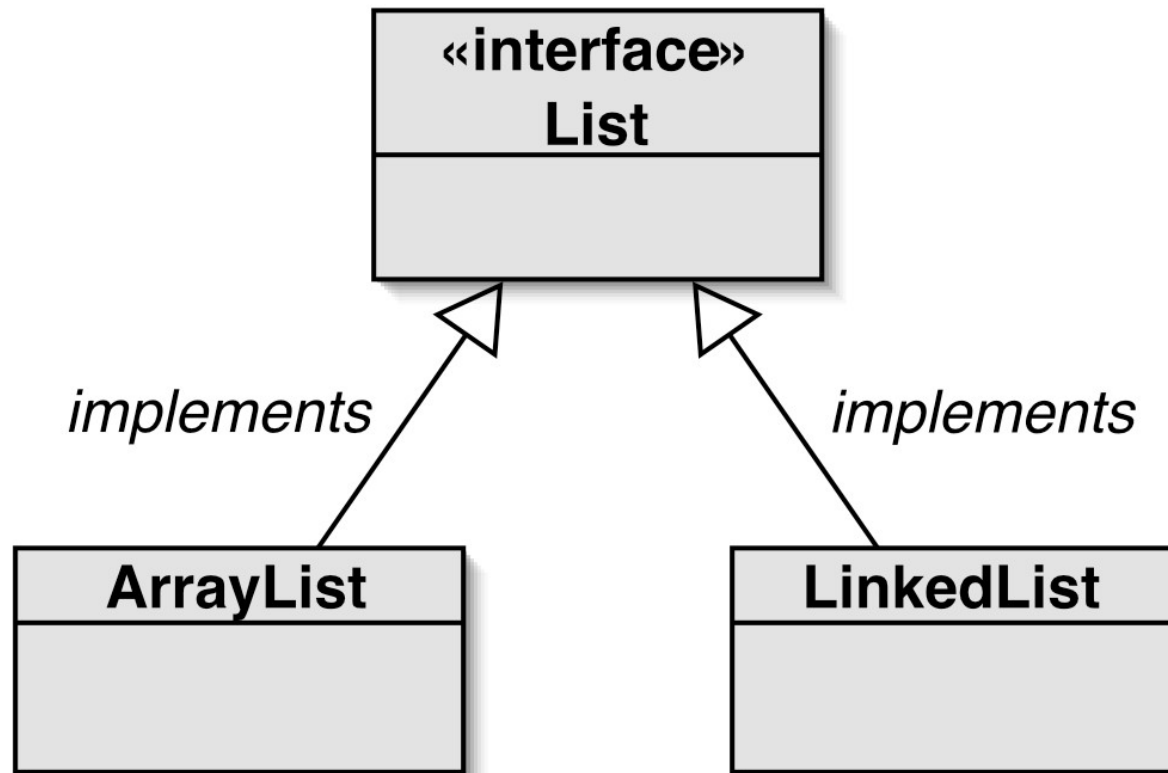 «interface»
List
implements
implements
ArrayList
LinkedList